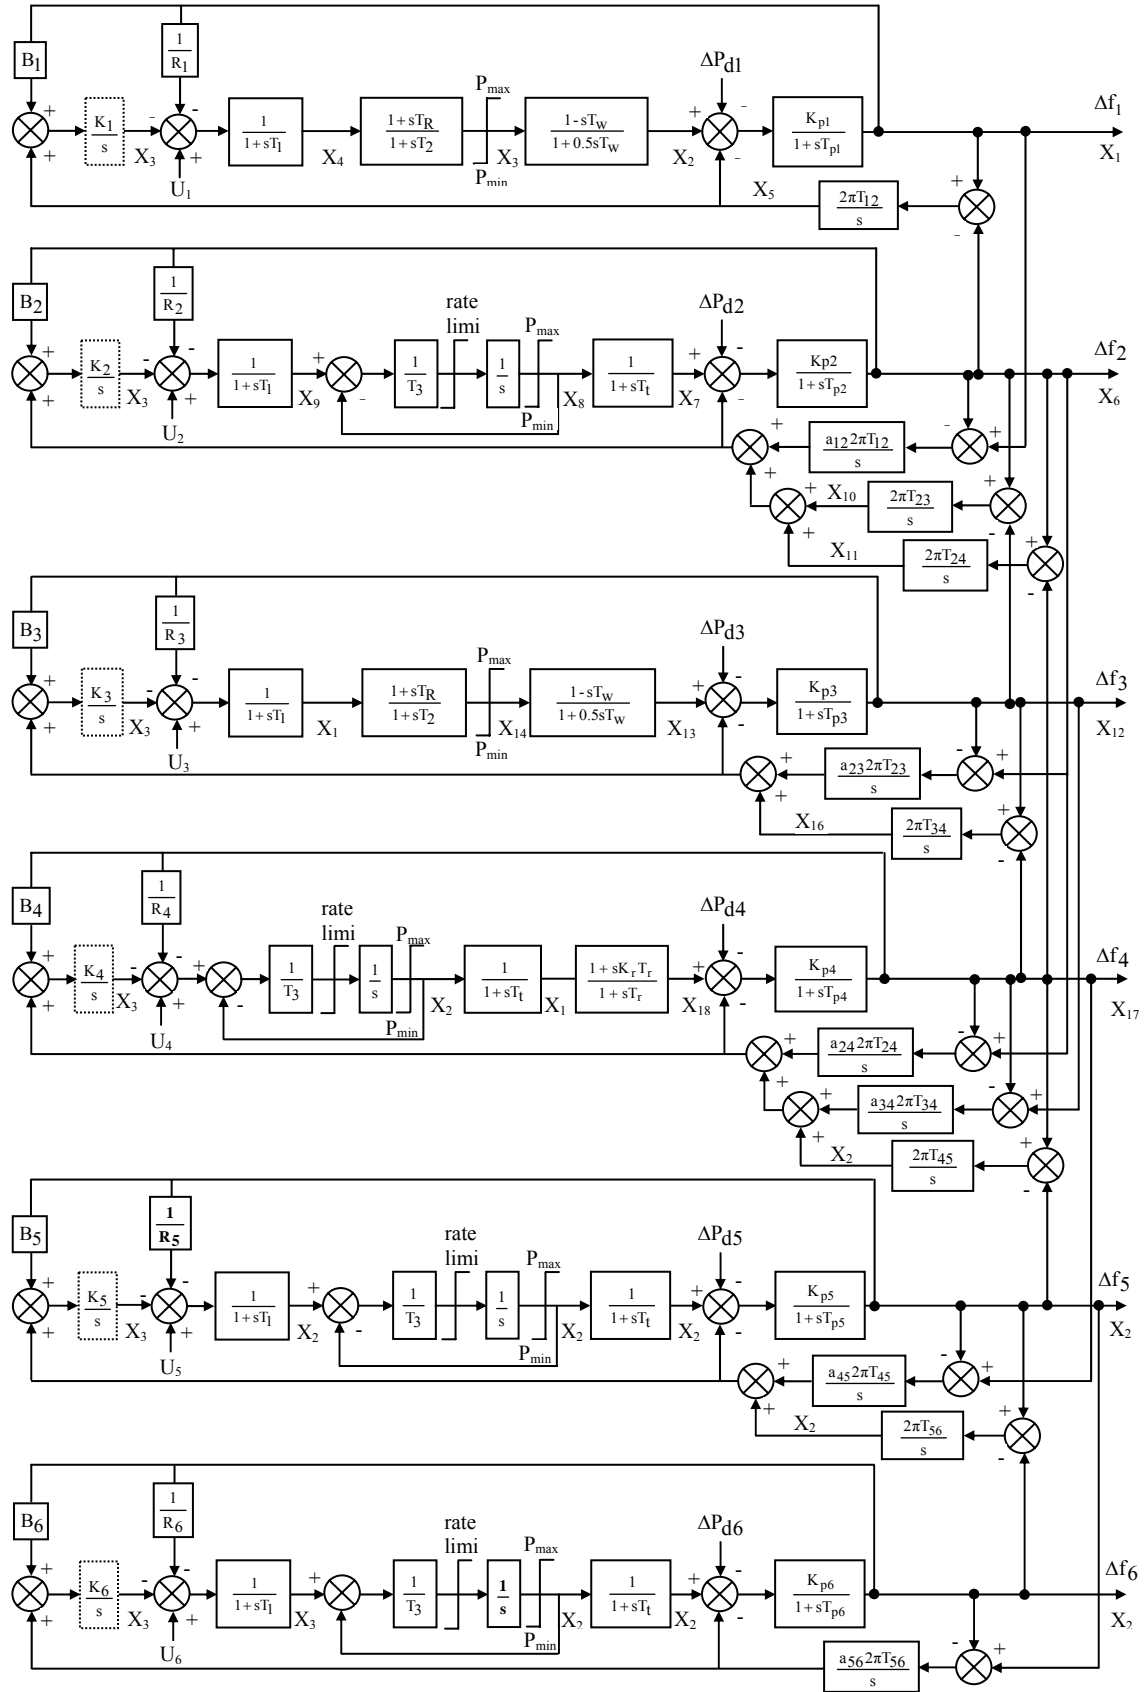 B1
1
R1
ΔPd1
Pmax
Δf1
+
-
K1
s
1
1+sT1
1+sTR
1+sT2
1-sTw
1+0.5sTw
Kp1
1+sTp1
X3
X4
X3
X2
X1
Pmin
U1
X5
2πT12
s
B2
1
R2
rate
limi
Pmax
ΔPd2
Δf2
K2
s
1
1+sT1
1
T3
1
s
1
1+sTt
Kp2
1+sTp2
X3
X9
X8
X7
X6
Pmin
U2
a12 2πT12
s
X10
2πT23
s
X11
2πT24
s
B3
1
R3
ΔPd3
Pmax
Δf3
K3
s
1
1+sT1
1+sTR
1+sT2
1-sTw
1+0.5sTw
Kp3
1+sTp3
X3
X1
X14
X13
X12
Pmin
U3
a23 2πT23
s
X16
2πT34
s
B4
1
R4
rate
limi
Pmax
ΔPd4
Δf4
K4
s
1
T3
1
s
1
1+sTt
1+sKrTr
1+sTr
Kp4
1+sTp4
X3
X2
X1
X18
X17
Pmin
U4
a24 2πT24
s
a34 2πT34
s
X2
2πT45
s
B5
1
R5
rate
limi
Pmax
ΔPd5
Δf5
K5
s
1
1+sT1
1
T3
1
s
1
1+sTt
Kp5
1+sTp5
X3
X2
X2
X2
X2
Pmin
U5
a45 2πT45
s
X2
2πT56
s
B6
1
R6
rate
limi
Pmax
ΔPd6
Δf6
K6
s
1
1+sT1
1
T3
1
s
1
1+sTt
Kp6
1+sTp6
X3
X3
X2
X2
X2
Pmin
U6
a56 2πT56
s